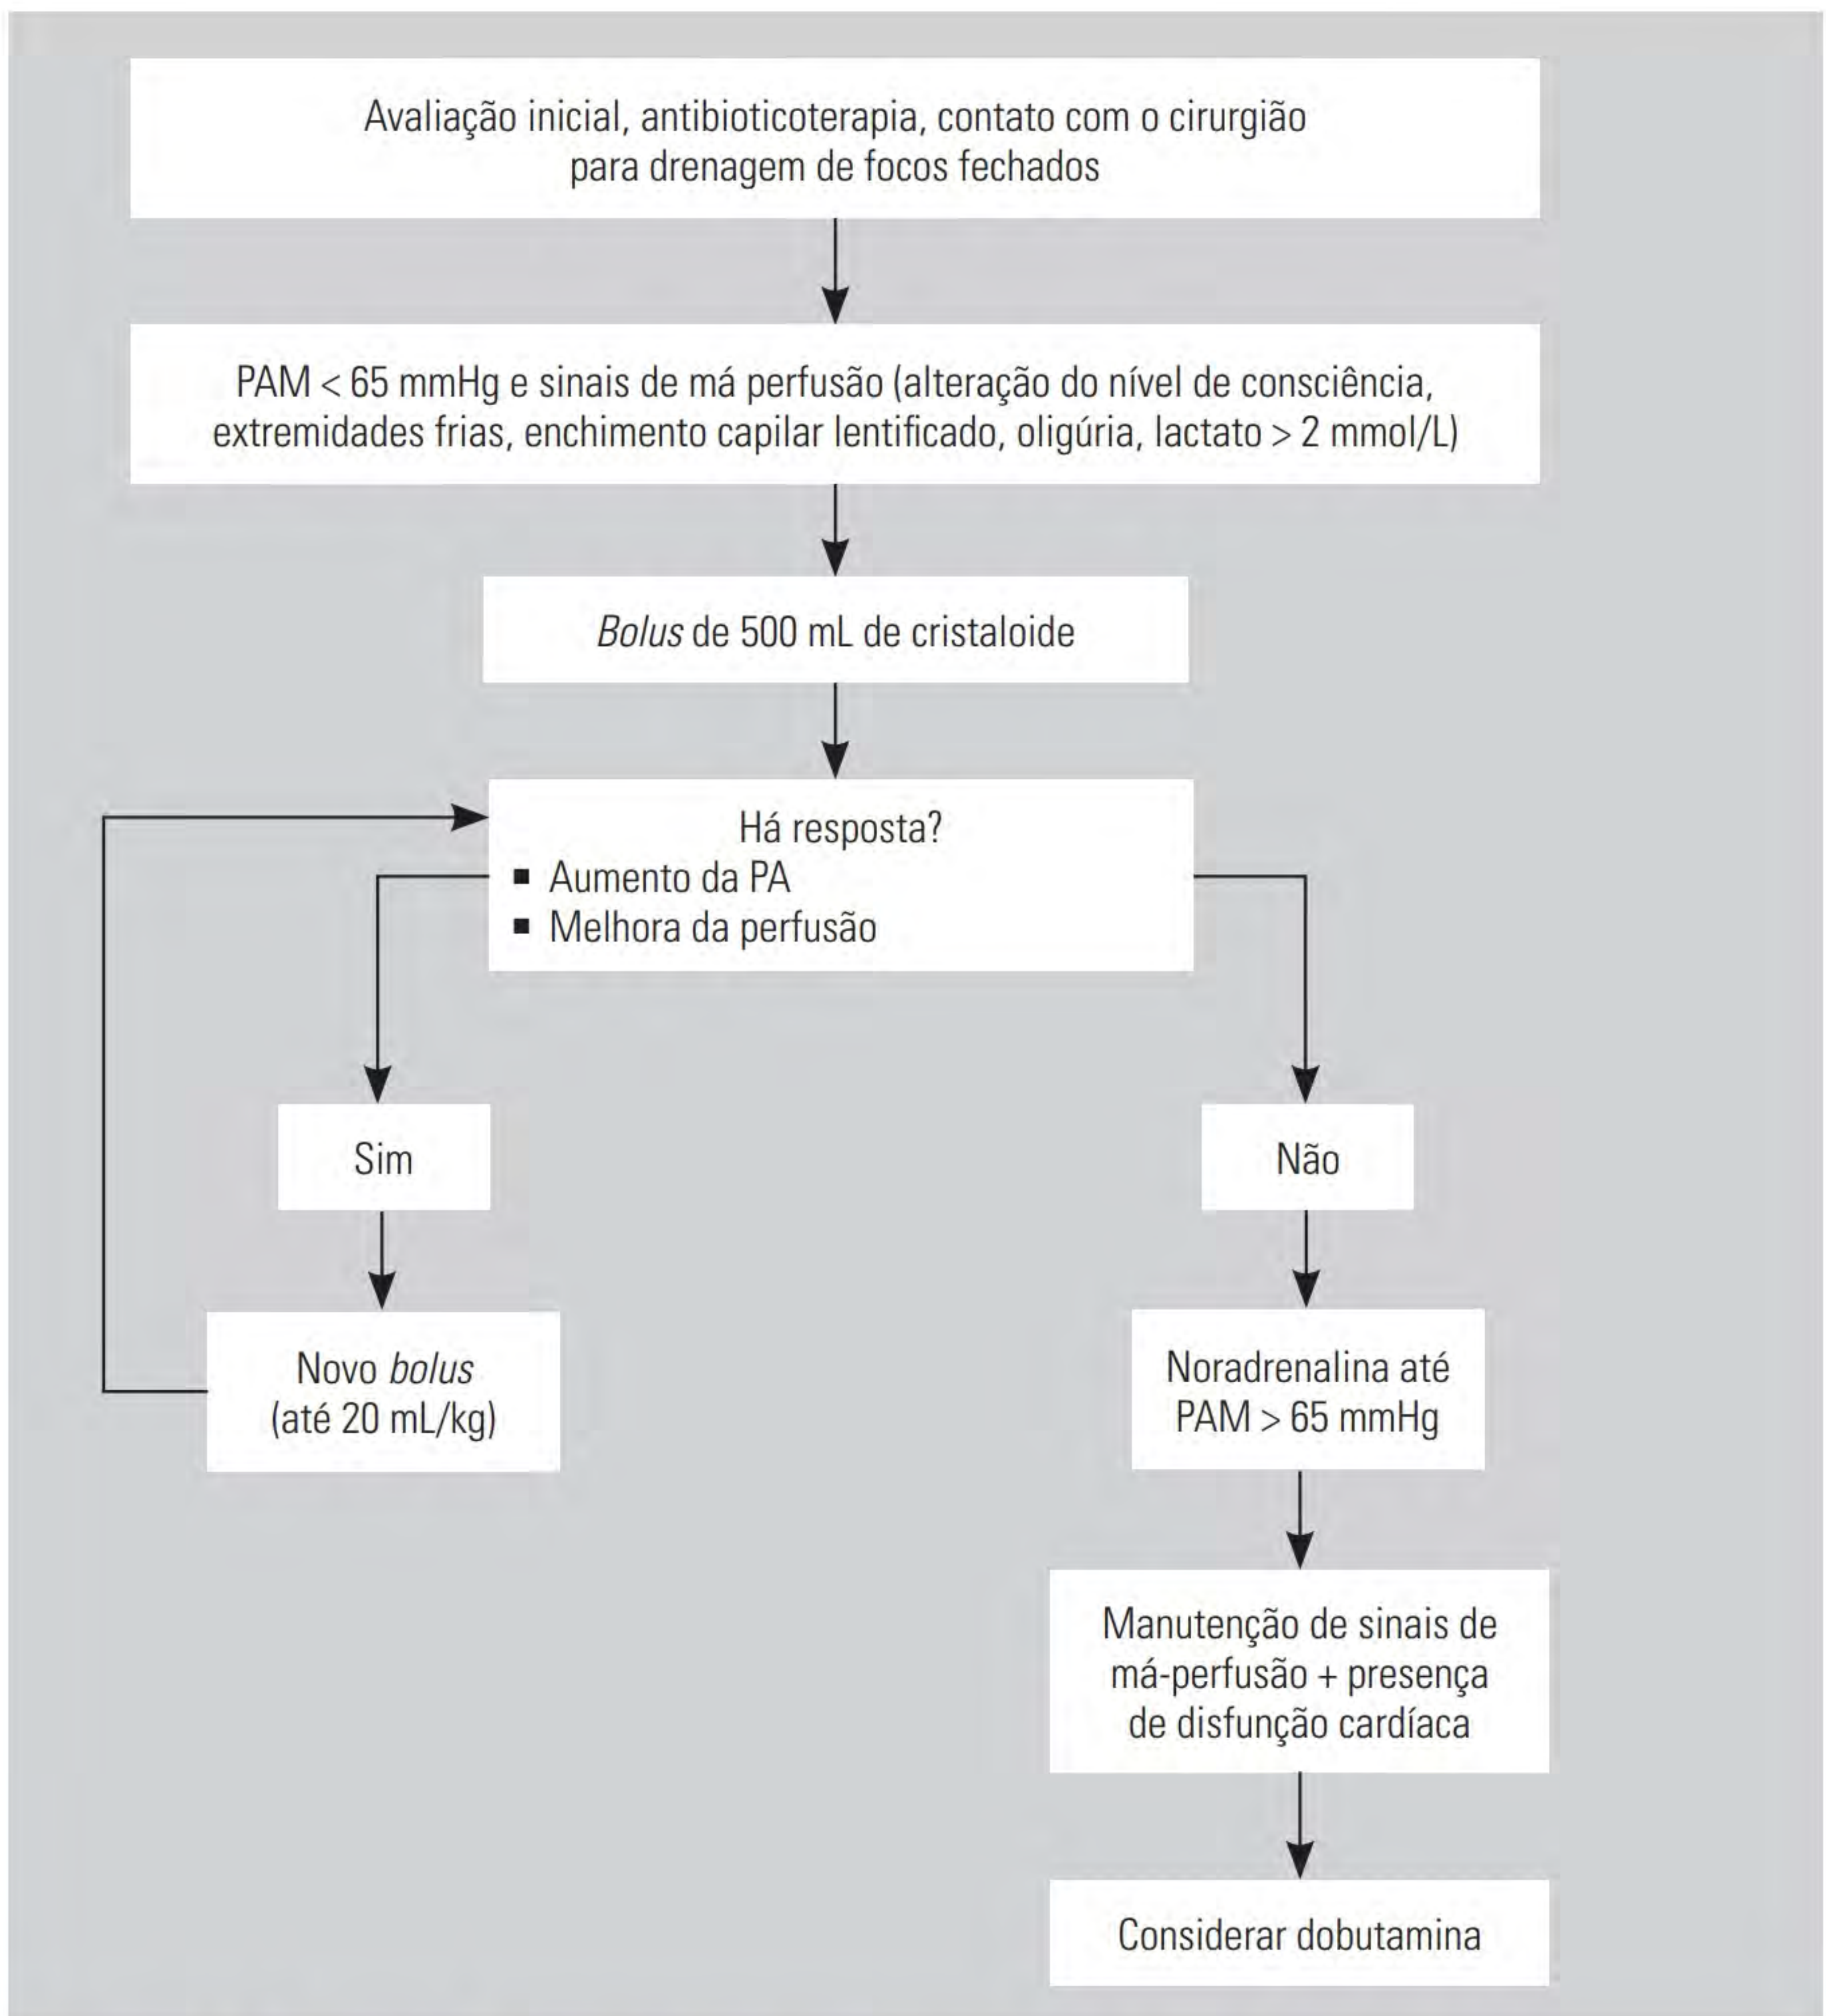 Avaliação inicial, antibioticoterapia, contato com o cirurgião
para drenagem de focos fechados
PAM < 65 mmHg e sinais de má perfusão (alteração do nível de consciência,
extremidades frias, enchimento capilar lentificado, oligúria, lactato > 2 mmol/L)
Bolus de 500 mL de cristaloide
Há resposta?
▪ Aumento da PA
▪ Melhora da perfusão
Sim
Não
Novo bolus
(até 20 mL/kg)
Noradrenalina até
PAM > 65 mmHg
Manutenção de sinais de
má-perfusão + presença
de disfunção cardíaca
Considerar dobutamina